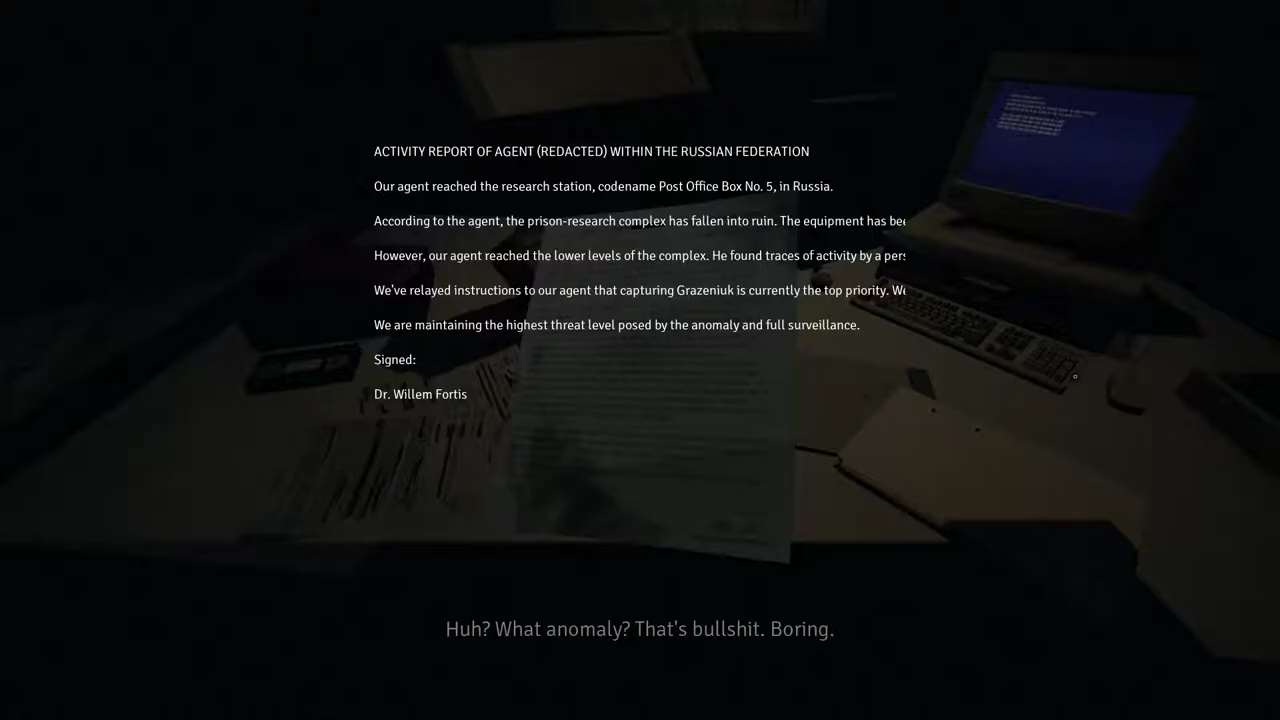 ACTIVITY REPORT OF AGENT (REDACTED) WITHIN THE RUSSIAN FEDERATION
Our agent reached the research station, codename Post Office Box No. 5, in Russia.
According to the agent, the prison-research complex has fallen into ruin. The equipment has
However, our agent reached the lower levels of the complex. He found traces of activity by a
We've relayed instructions to our agent that capturing Grazeniuk is currently the top priority.
We are maintaining the highest threat level posed by the anomaly and full surveillance.
Signed:
Dr. Willem Fortis
Huh? What anomaly? That's bullshit. Boring.